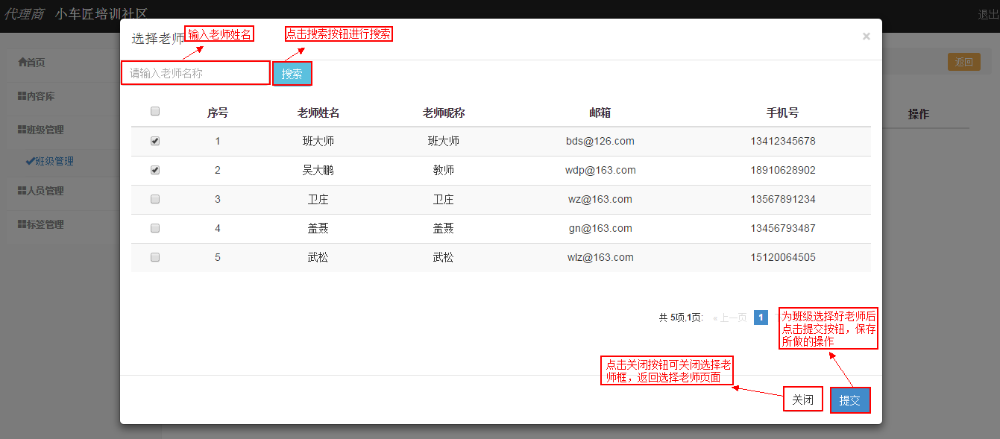 代理商 小车匠培训社区
退出
选择老师
输入老师姓名
点击搜索按钮进行搜索
×
请输入老师名称
搜索
首页
返回
内容库
班级管理
班级管理
人员管理
标签管理
操作
序号 老师姓名 老师昵称 邮箱 手机号
1 班大师 班大师 bds@126.com 13412345678
2 吴大鹏 教师 wdp@163.com 18910628902
3 卫庄 卫庄 wz@163.com 13567891234
4 盖聂 盖聂 gn@163.com 13456793487
5 武松 武松 wlz@163.com 15120064505
共 5项,1页: « 上一页 1
为班级选择好老师后
点击提交按钮，保存
所做的操作
点击关闭按钮可关闭选择老
师框，返回选择老师页面
关闭
提交